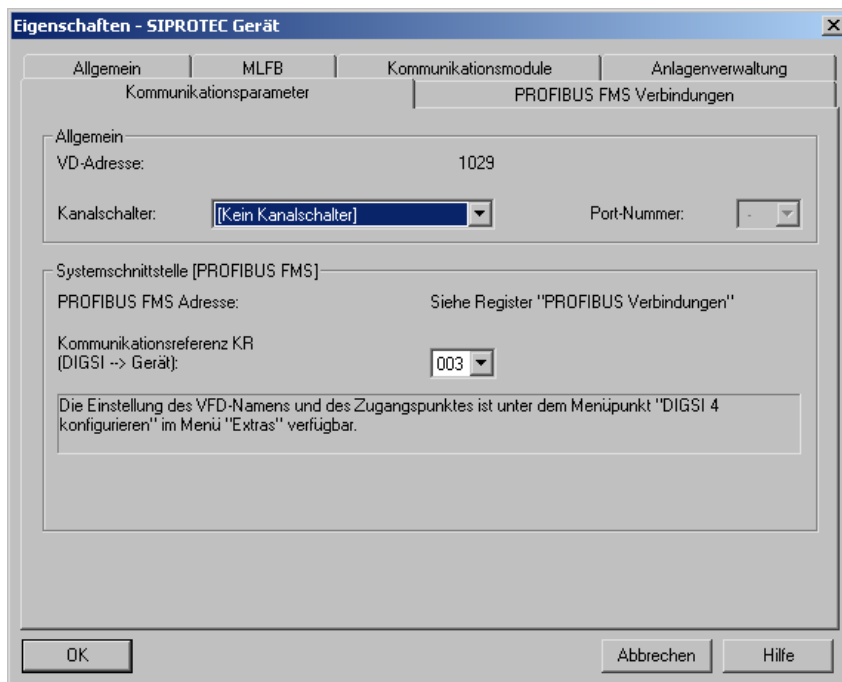 Eigenschaften - SIPROTEC Gerät
Allgemein
MLFB
Kommunikationsmodule
Anlagenverwaltung
Kommunikationsparameter
PROFIBUS FMS Verbindungen
Allgemein
VD-Adresse: 1029
Kanalschalter: [Kein Kanalschalter] Port-Nummer: -
Systemschnittstelle [PROFIBUS FMS]
PROFIBUS FMS Adresse: Siehe Register "PROFIBUS Verbindungen"
Kommunikationsreferenz KR
(DIGSI --> Gerät): 003
Die Einstellung des VFD-Namens und des Zugangspunktes ist unter dem Menüpunkt "DIGSI 4
konfigurieren" im Menü "Extras" verfügbar.
OK
Abbrechen
Hilfe